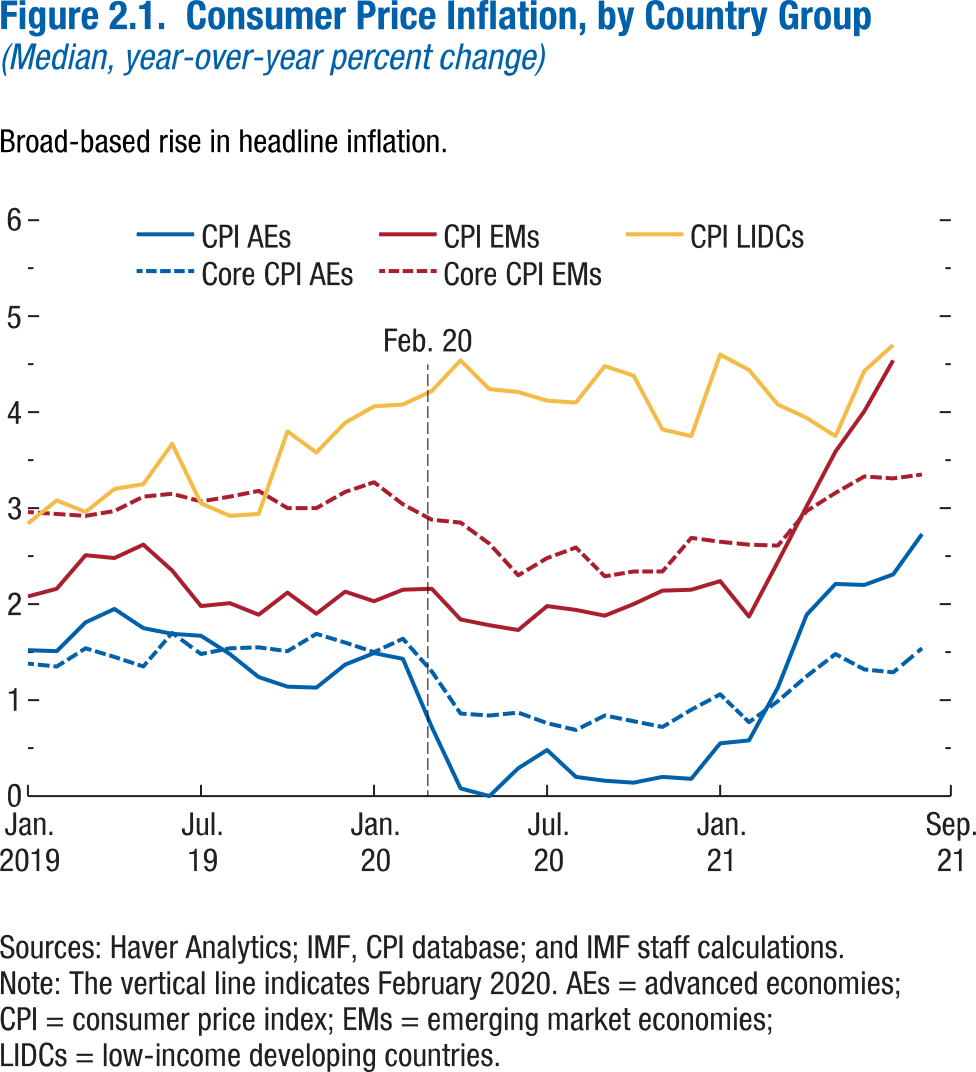 Figure 2.1. Consumer Price Inflation, by Country Group
(Median, year-over-year percent change)
Broad-based rise in headline inflation.
6
CPI AEs CPI EMs CPI LIDCs
Core CPI AEs Core CPI EMs
5
Feb. 20
4
3
2
1
0
Jan. Jul. Jan. Jul. Jan. Sep.
2019 19 20 20 21 21
Sources: Haver Analytics; IMF, CPI database; and IMF staff calculations.
Note: The vertical line indicates February 2020. AEs = advanced economies;
CPI = consumer price index; EMs = emerging market economies;
LIDCs = low-income developing countries.